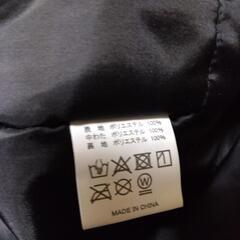 表 地 ポリエステル 100%
中わた ポリエステル 100%
裏 地 ポリエステル 100%
MADE IN CHINA